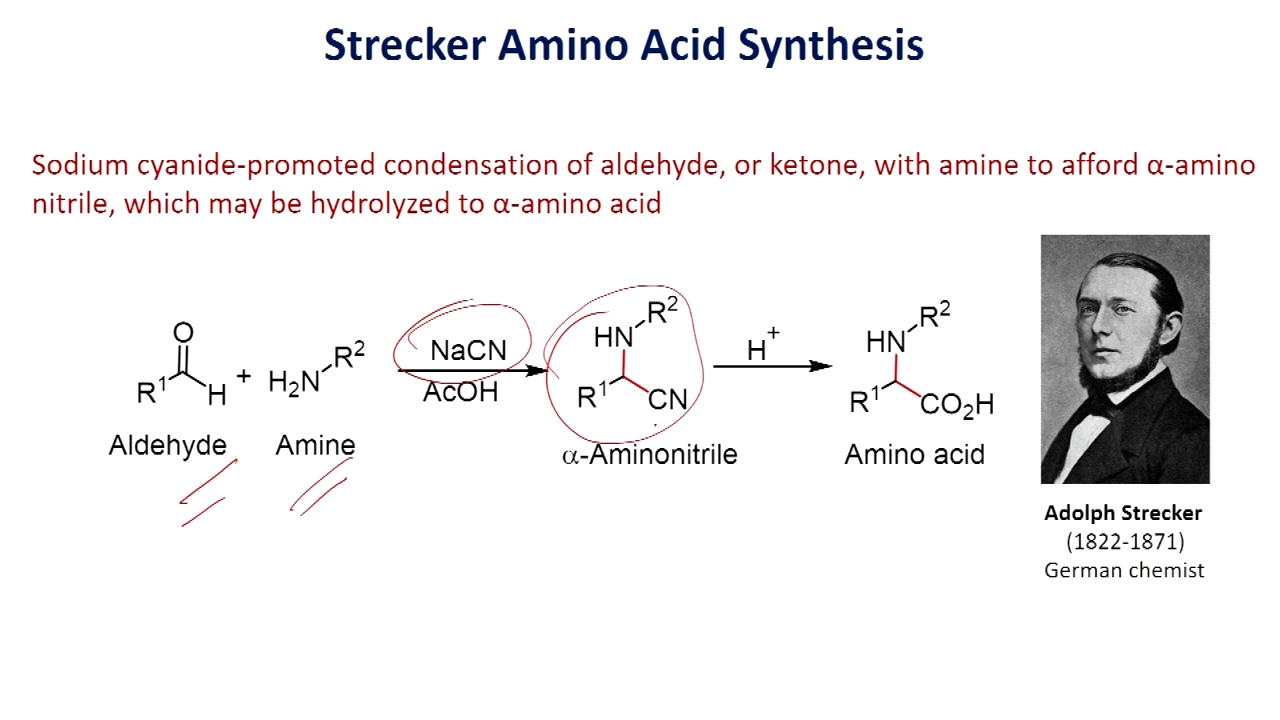 Strecker Amino Acid Synthesis
Sodium cyanide-promoted condensation of aldehyde, or ketone, with amine to afford α-amino
nitrile, which may be hydrolyzed to α-amino acid
O
R¹
H
+
H₂N
R²
NaCN
AcOH
HN
R²
R¹
CN
H⁺
HN
R²
R¹
CO₂H
Aldehyde
Amine
α-Aminonitrile
Amino acid
Adolph Strecker
(1822-1871)
German chemist